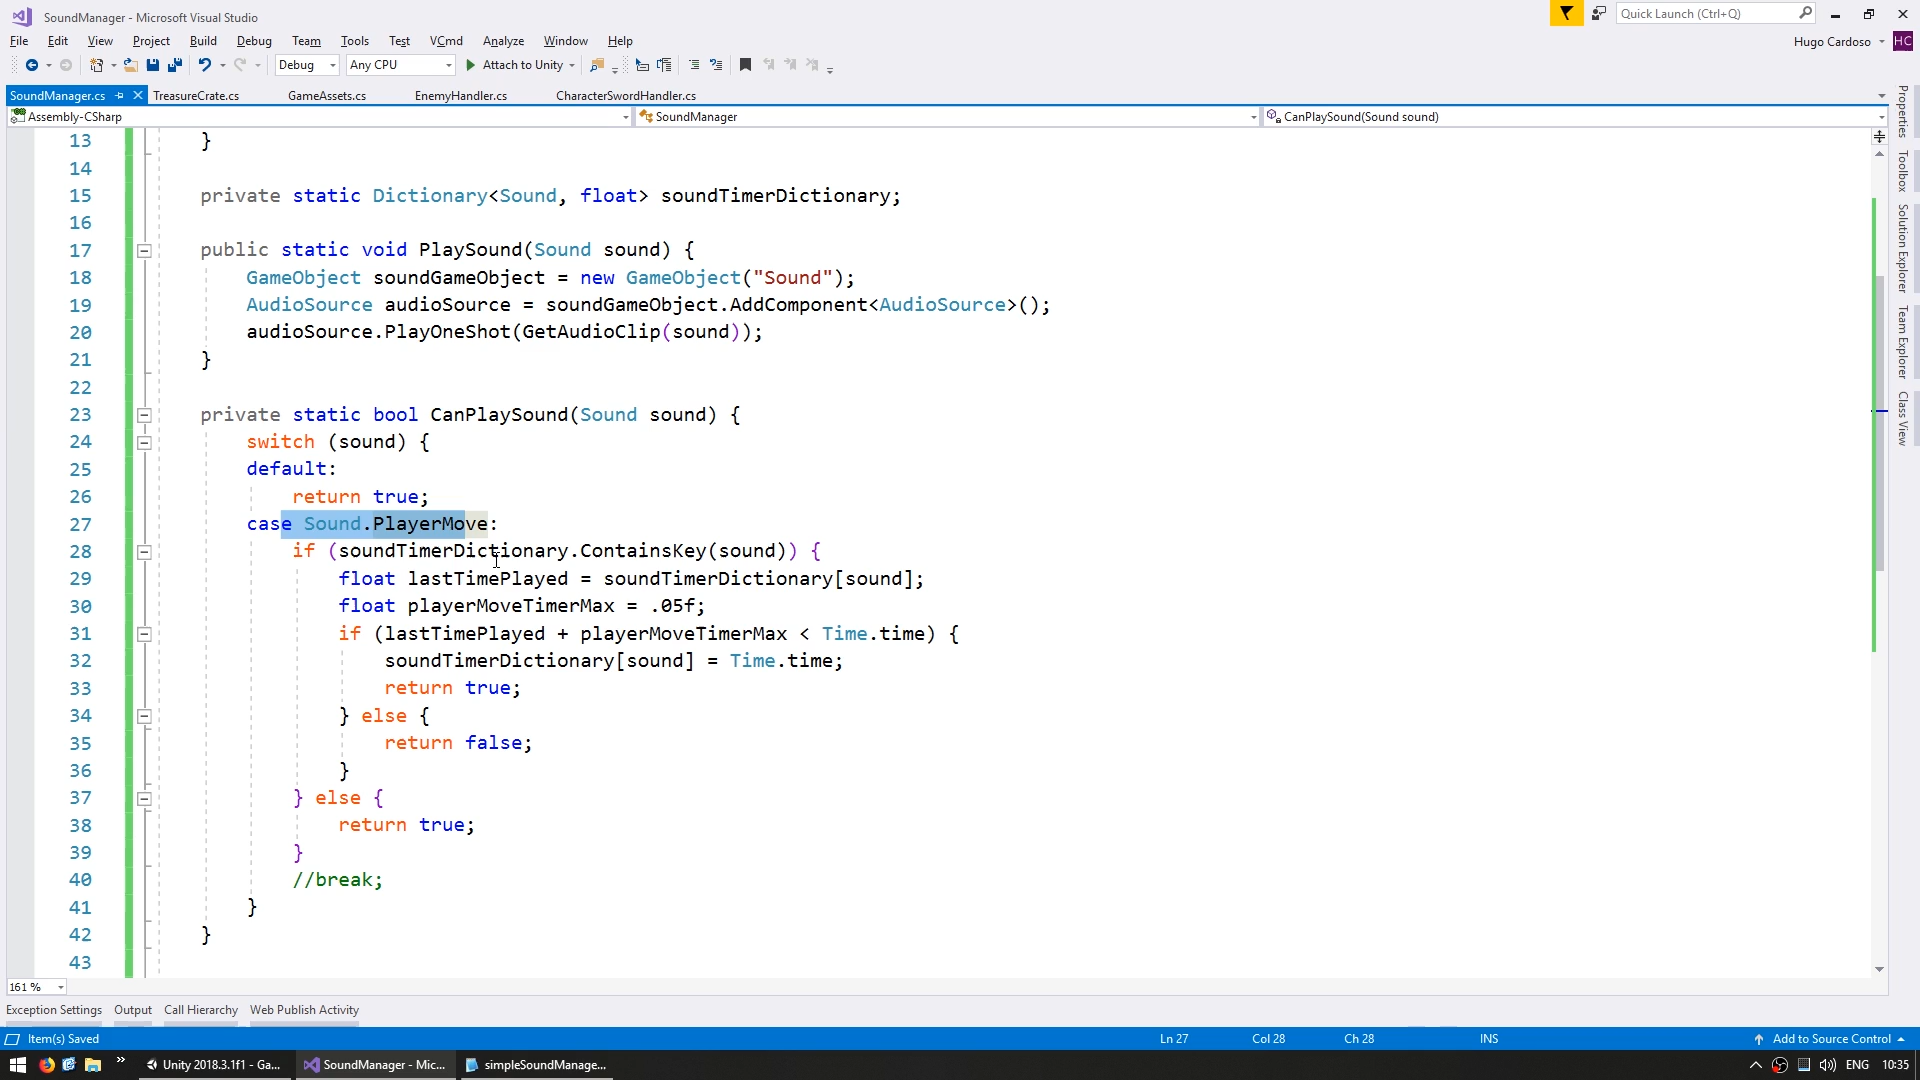 SoundManager - Microsoft Visual Studio
Quick Launch (Ctrl+Q)
File Edit View Project Build Debug Team Tools Test VCmd Analyze Window Help
Hugo Cardoso HC
Debug Any CPU Attach to Unity
SoundManager.cs TreasureCrate.cs GameAssets.cs EnemyHandler.cs CharacterSwordHandler.cs
Assembly-CSharp SoundManager CanPlaySound(Sound sound)
13 }
14
15 private static Dictionary<Sound, float> soundTimerDictionary;
16
17 public static void PlaySound(Sound sound) {
18 GameObject soundGameObject = new GameObject("Sound");
19 AudioSource audioSource = soundGameObject.AddComponent<AudioSource>();
20 audioSource.PlayOneShot(GetAudioClip(sound));
21 }
22
23 private static bool CanPlaySound(Sound sound) {
24 switch (sound) {
25 default:
26 return true;
27 case Sound.PlayerMove:
28 if (soundTimerDictionary.ContainsKey(sound)) {
29 float lastTimePlayed = soundTimerDictionary[sound];
30 float playerMoveTimerMax = .05f;
31 if (lastTimePlayed + playerMoveTimerMax < Time.time) {
32 soundTimerDictionary[sound] = Time.time;
33 return true;
34 } else {
35 return false;
36 }
37 } else {
38 return true;
39 }
40 //break;
41 }
42 }
43
Properties
Toolbox
Solution Explorer
Team Explorer
Class View
161 %
Exception Settings Output Call Hierarchy Web Publish Activity
Item(s) Saved Ln 27 Col 28 Ch 28 INS Add to Source Control
Unity 2018.3.1f1 - Ga... SoundManager - Mic... simpleSoundManage... ENG 10:35